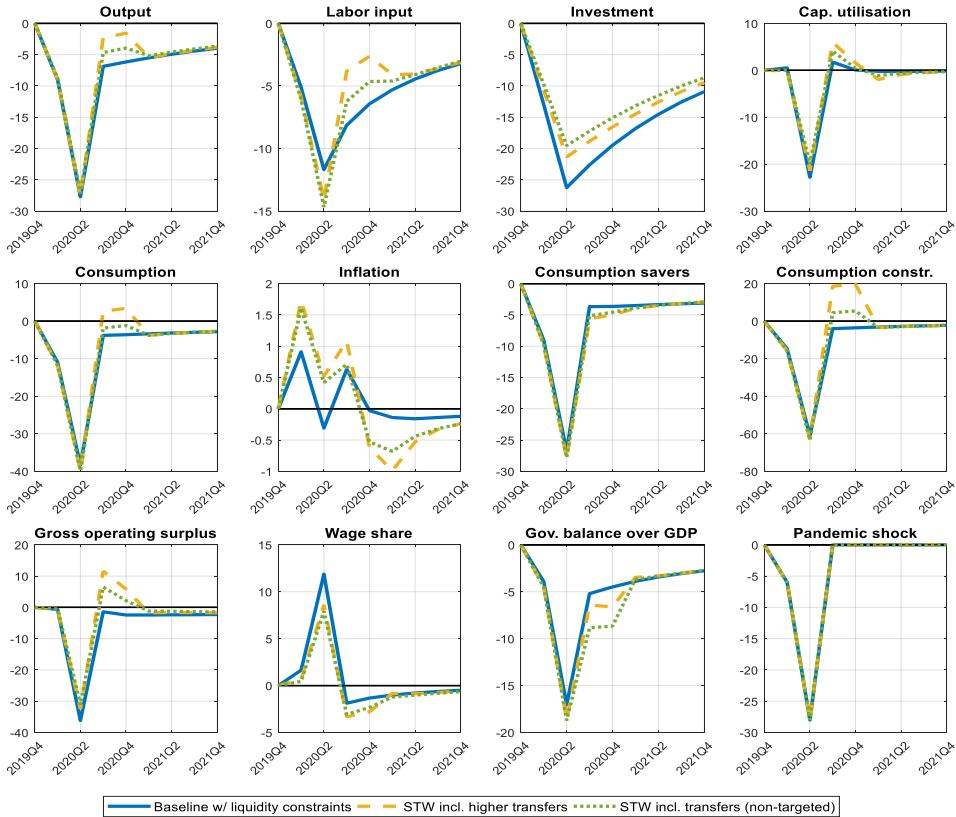 Output
Labor input
Investment
Cap. utilisation
0
-5
-10
-15
-20
-25
-30
2019Q4
2020Q2
2020Q4
2021Q2
2021Q4
0
-5
-10
-15
2019Q4
2020Q2
2020Q4
2021Q2
2021Q4
0
-5
-10
-15
-20
-25
-30
2019Q4
2020Q2
2020Q4
2021Q2
2021Q4
10
0
10
-20
-30
2019Q4
2020Q2
2020Q4
2021Q2
2021Q4
Consumption
Inflation
Consumption savers
Consumption constr.
10
0
-10
-20
-30
-40
2019Q4
2020Q2
2020Q4
2021Q2
2021Q4
2
1.5
1
0.5
0
-0.5
-1
2019Q4
2020Q2
2020Q4
2021Q2
2021Q4
0
-5
-10
-15
-20
-25
-30
2019Q4
2020Q2
2020Q4
2021Q2
2021Q4
20
0
-20
-40
-60
-80
2019Q4
2020Q2
2020Q4
2021Q2
2021Q4
Gross operating surplus
Wage share
Gov. balance over GDP
Pandemic shock
20
10
0
-10
-20
-30
-40
2019Q4
2020Q2
2020Q4
2021Q2
2021Q4
15
10
5
0
-5
2019Q4
2020Q2
2020Q4
2021Q2
2021Q4
0
-5
-10
-15
-20
2019Q4
2020Q2
2020Q4
2021Q2
2021Q4
0
-5
-10
-15
-20
-25
-30
2019Q4
2020Q2
2020Q4
2021Q2
2021Q4
Baseline w/ liquidity constraints
STW incl. higher transfers
STW incl. transfers (non-targeted)